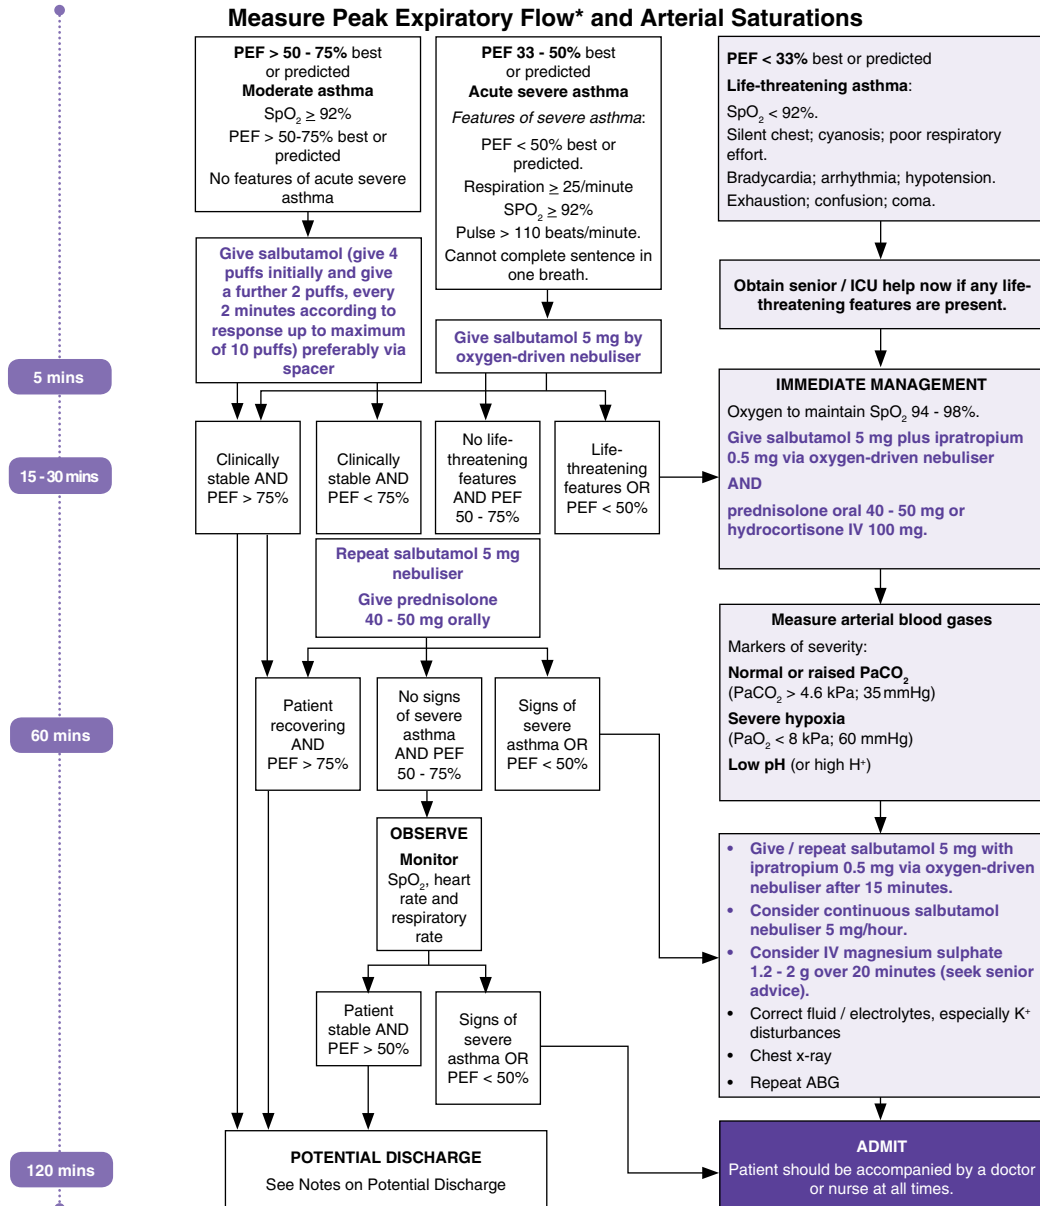 Measure Peak Expiratory Flow* and Arterial Saturations
PEF > 50 - 75% best
or predicted
Moderate asthma
SpO2 ≥ 92%
PEF > 50-75% best or
predicted
No features of acute severe
asthma
PEF 33 - 50% best
or predicted
Acute severe asthma
Features of severe asthma:
PEF < 50% best or
predicted.
Respiration ≥ 25/minute
SPO2 ≥ 92%
Pulse > 110 beats/minute.
Cannot complete sentence in
one breath.
PEF < 33% best or predicted
Life-threatening asthma:
SpO2 < 92%.
Silent chest; cyanosis; poor respiratory
effort.
Bradycardia; arrhythmia; hypotension.
Exhaustion; confusion; coma.
Give salbutamol (give 4
puffs initially and give
a further 2 puffs, every
2 minutes according to
response up to maximum
of 10 puffs) preferably via
spacer
Give salbutamol 5 mg by
oxygen-driven nebuliser
Obtain senior / ICU help now if any life-
threatening features are present.
5 mins
IMMEDIATE MANAGEMENT
Oxygen to maintain SpO2 94 - 98%.
Give salbutamol 5 mg plus ipratropium
0.5 mg via oxygen-driven nebuliser
AND
prednisolone oral 40 - 50 mg or
hydrocortisone IV 100 mg.
15 - 30 mins
Clinically
stable AND
PEF > 75%
Clinically
stable AND
PEF < 75%
No life-
threatening
features
AND PEF
50 - 75%
Life-
threatening
features OR
PEF < 50%
Repeat salbutamol 5 mg
nebuliser
Give prednisolone
40 - 50 mg orally
Measure arterial blood gases
Markers of severity:
Normal or raised PaCO2
(PaCO2 > 4.6 kPa; 35 mmHg)
Severe hypoxia
(PaO2 < 8 kPa; 60 mmHg)
Low pH (or high H+)
60 mins
Patient
recovering
AND
PEF > 75%
No signs
of severe
asthma
AND PEF
50 - 75%
Signs of
severe
asthma OR
PEF < 50%
OBSERVE
Monitor
SpO2, heart
rate and
respiratory
rate
• Give / repeat salbutamol 5 mg with
ipratropium 0.5 mg via oxygen-driven
nebuliser after 15 minutes.
• Consider continuous salbutamol
nebuliser 5 mg/hour.
• Consider IV magnesium sulphate
1.2 - 2 g over 20 minutes (seek senior
advice).
• Correct fluid / electrolytes, especially K+
disturbances
• Chest x-ray
• Repeat ABG
Patient
stable AND
PEF > 50%
Signs of
severe
asthma OR
PEF < 50%
120 mins
POTENTIAL DISCHARGE
See Notes on Potential Discharge
ADMIT
Patient should be accompanied by a doctor
or nurse at all times.